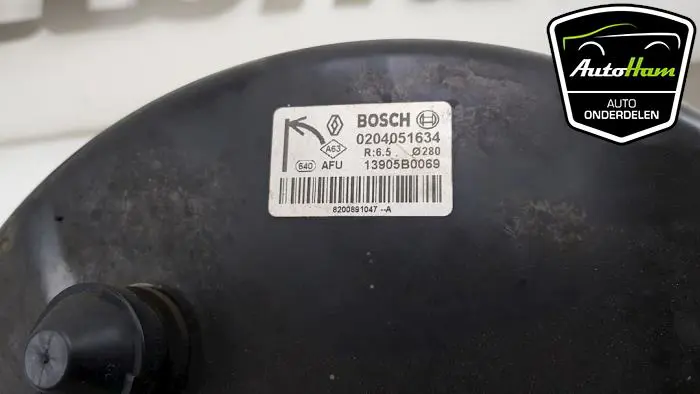 BOSCH
0204051634
A63
R:6.5 Ø280
640 AFU 13905B0069
8200891047--A
AutoHam
AUTO
ONDERDELEN